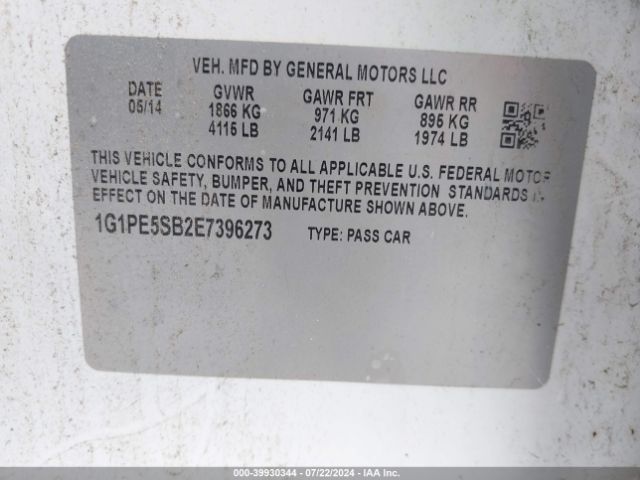 VEH. MFD BY GENERAL MOTORS LLC
DATE GVWR GAWR FRT GAWR RR
05/14 1866 KG 971 KG 895 KG
4115 LB 2141 LB 1974 LB
THIS VEHICLE CONFORMS TO ALL APPLICABLE U.S. FEDERAL MOTOR
VEHICLE SAFETY, BUMPER, AND THEFT PREVENTION STANDARDS IN
EFFECT ON THE DATE OF MANUFACTURE SHOWN ABOVE.
1G1PE5SB2E7396273 TYPE: PASS CAR
000-39930344 / 07/22/2024 / IAA Inc.